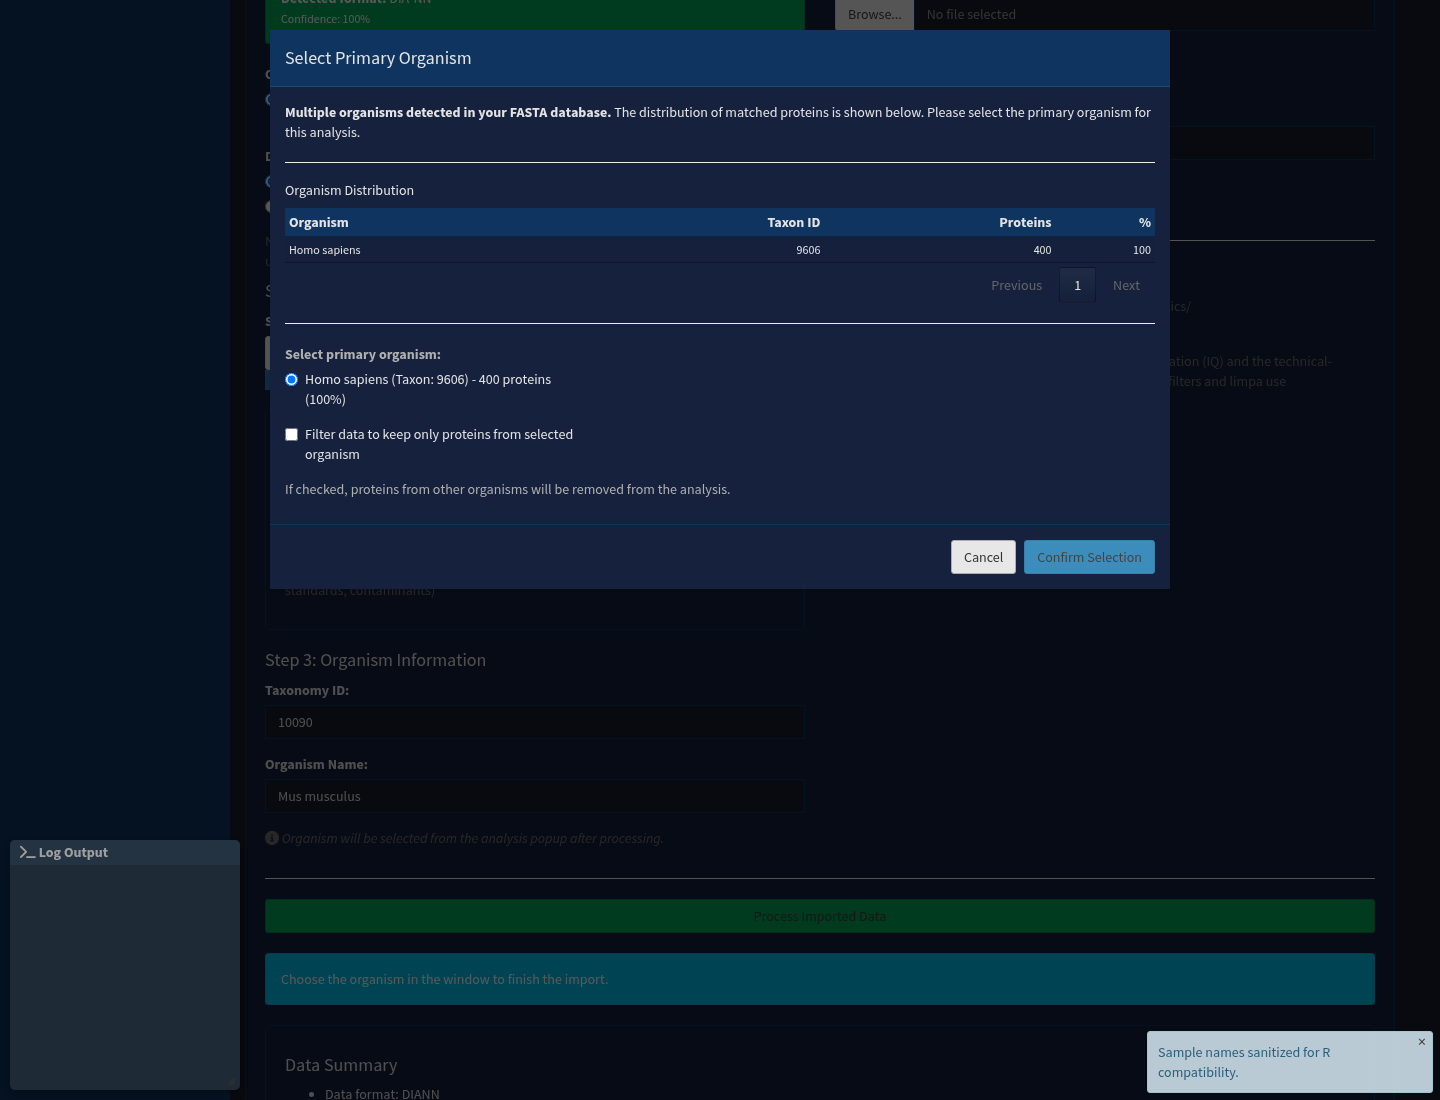 Confidence: 100%
Browse...
No file selected
Select Primary Organism
Multiple organisms detected in your FASTA database. The distribution of matched proteins is shown below. Please select the primary organism for
this analysis.
Organism Distribution
Organism Taxon ID Proteins %
Homo sapiens 9606 400 100
Previous 1 Next
ics/
Select primary organism:
ation (IQ) and the technical-
Homo sapiens (Taxon: 9606) - 400 proteins
(100%)
filters and limpa use
Filter data to keep only proteins from selected
organism
If checked, proteins from other organisms will be removed from the analysis.
Cancel
Confirm Selection
standards, contaminants)
Step 3: Organism Information
Taxonomy ID:
10090
Organism Name:
Mus musculus
Organism will be selected from the analysis popup after processing.
Log Output
Process Imported Data
Choose the organism in the window to finish the import.
Data Summary
Data format: DIANN
Sample names sanitized for R
compatibility.
×